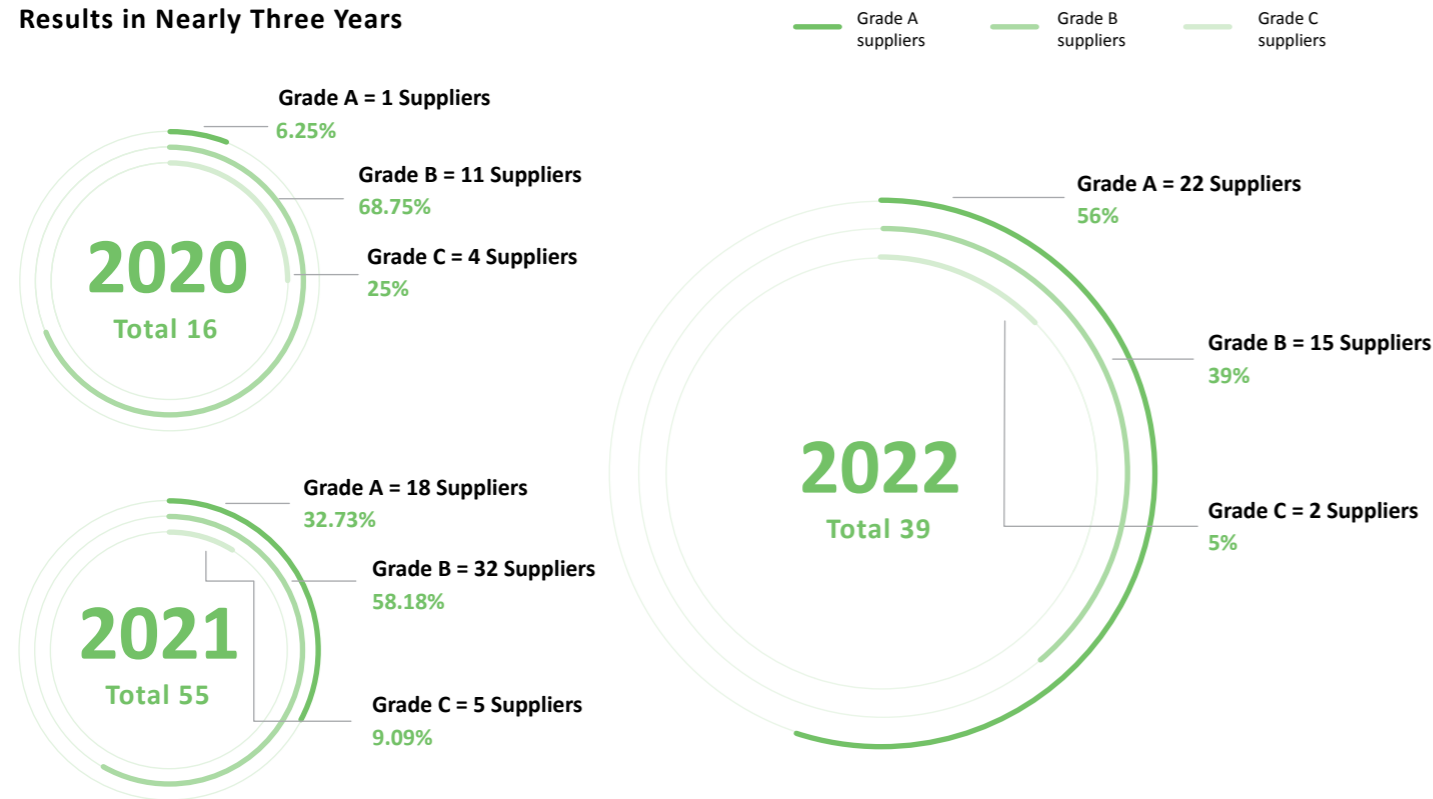 Results in Nearly Three Years
Grade A
suppliers
Grade B
suppliers
Grade C
suppliers
Grade A = 1 Suppliers
6.25%
Grade B = 11 Suppliers
68.75%
Grade C = 4 Suppliers
25%
2020
Total 16
Grade A = 18 Suppliers
32.73%
Grade B = 32 Suppliers
58.18%
2021
Total 55
Grade C = 5 Suppliers
9.09%
Grade A = 22 Suppliers
56%
Grade B = 15 Suppliers
39%
2022
Total 39
Grade C = 2 Suppliers
5%